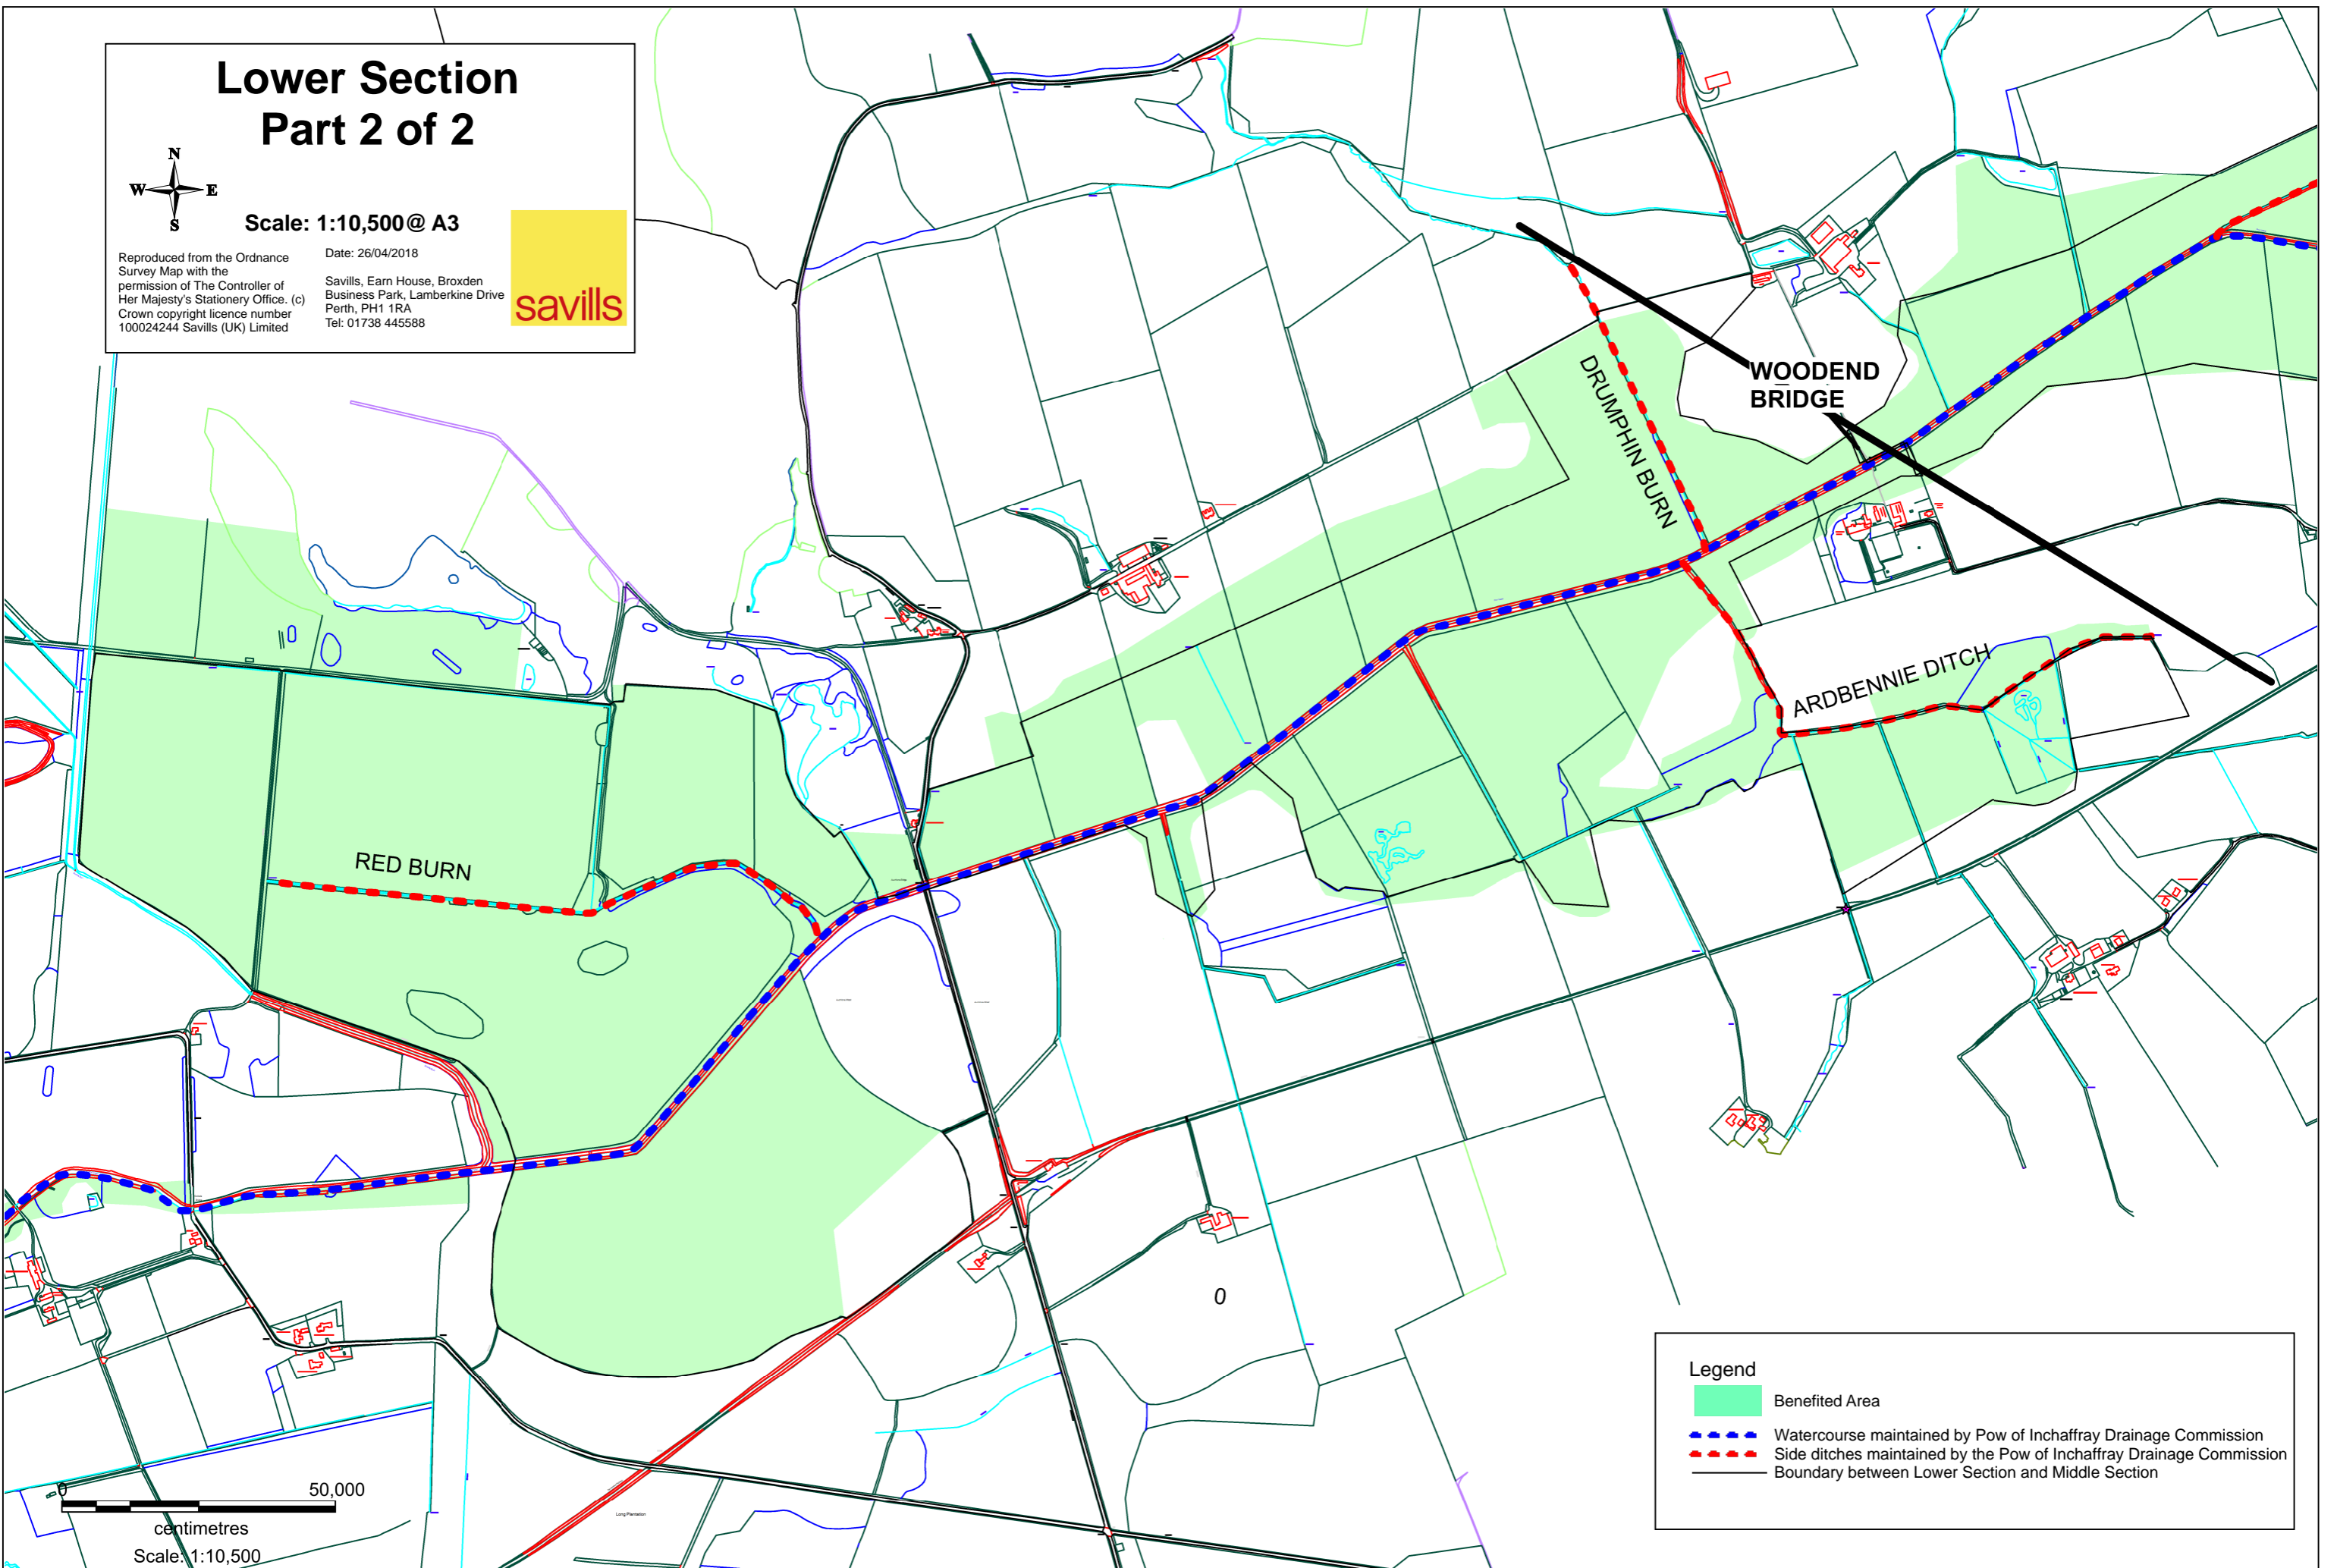 Lower Section
Part 2 of 2
N
W E
S
Scale: 1:10,500@ A3
Reproduced from the Ordnance
Survey Map with the
permission of The Controller of
Her Majesty's Stationery Office. (c)
Crown copyright licence number
100024244 Savills (UK) Limited
Date: 26/04/2018
Savills, Earn House, Broxden
Business Park, Lamberkine Drive
Perth, PH1 1RA
Tel: 01738 445588
savills
DRUMPHIN BURN
WOODEND
BRIDGE
ARDBENNIE DITCH
RED BURN
0
Long Plantation
0 50,000
centimetres
Scale: 1:10,500
Legend
Benefited Area
Watercourse maintained by Pow of Inchaffray Drainage Commission
Side ditches maintained by the Pow of Inchaffray Drainage Commission
Boundary between Lower Section and Middle Section